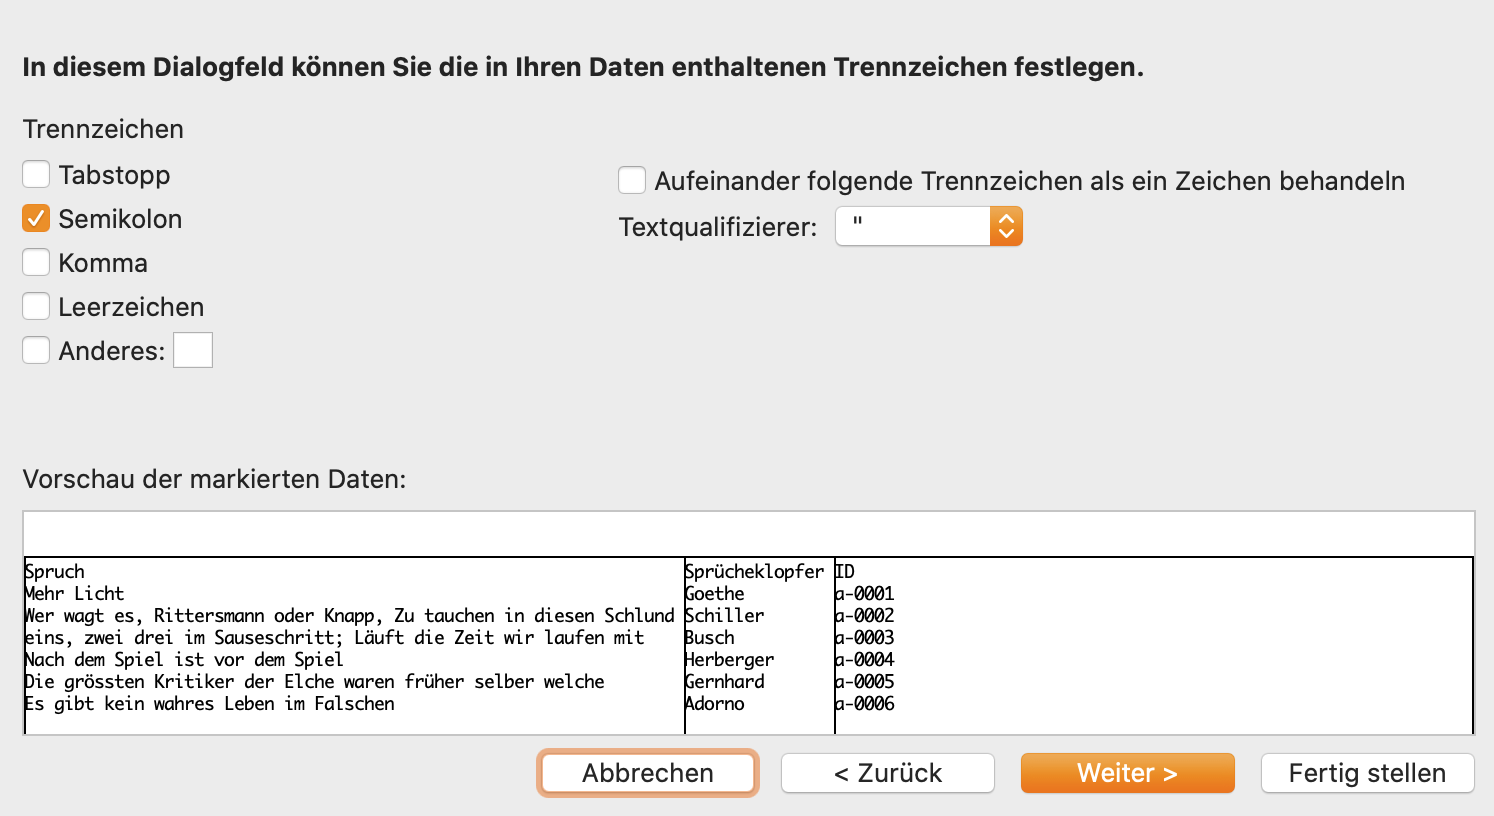 In diesem Dialogfeld können Sie die in Ihren Daten enthaltenen Trennzeichen festlegen.
Trennzeichen
Tabstopp
Semikolon
Komma
Leerzeichen
Anderes:
Aufeinander folgende Trennzeichen als ein Zeichen behandeln
Textqualifizierer: "
Vorschau der markierten Daten:
Spruch Sprücheklopfer ID
Mehr Licht Goethe a-0001
Wer wagt es, Rittersmann oder Knapp, Zu tauchen in diesen Schlund Schiller a-0002
eins, zwei drei im Sauseschritt; Läuft die Zeit wir laufen mit Busch a-0003
Nach dem Spiel ist vor dem Spiel Herberger a-0004
Die grössten Kritiker der Elche waren früher selber welche Gernhard a-0005
Es gibt kein wahres Leben im Falschen Adorno a-0006
Abbrechen < Zurück Weiter > Fertig stellen